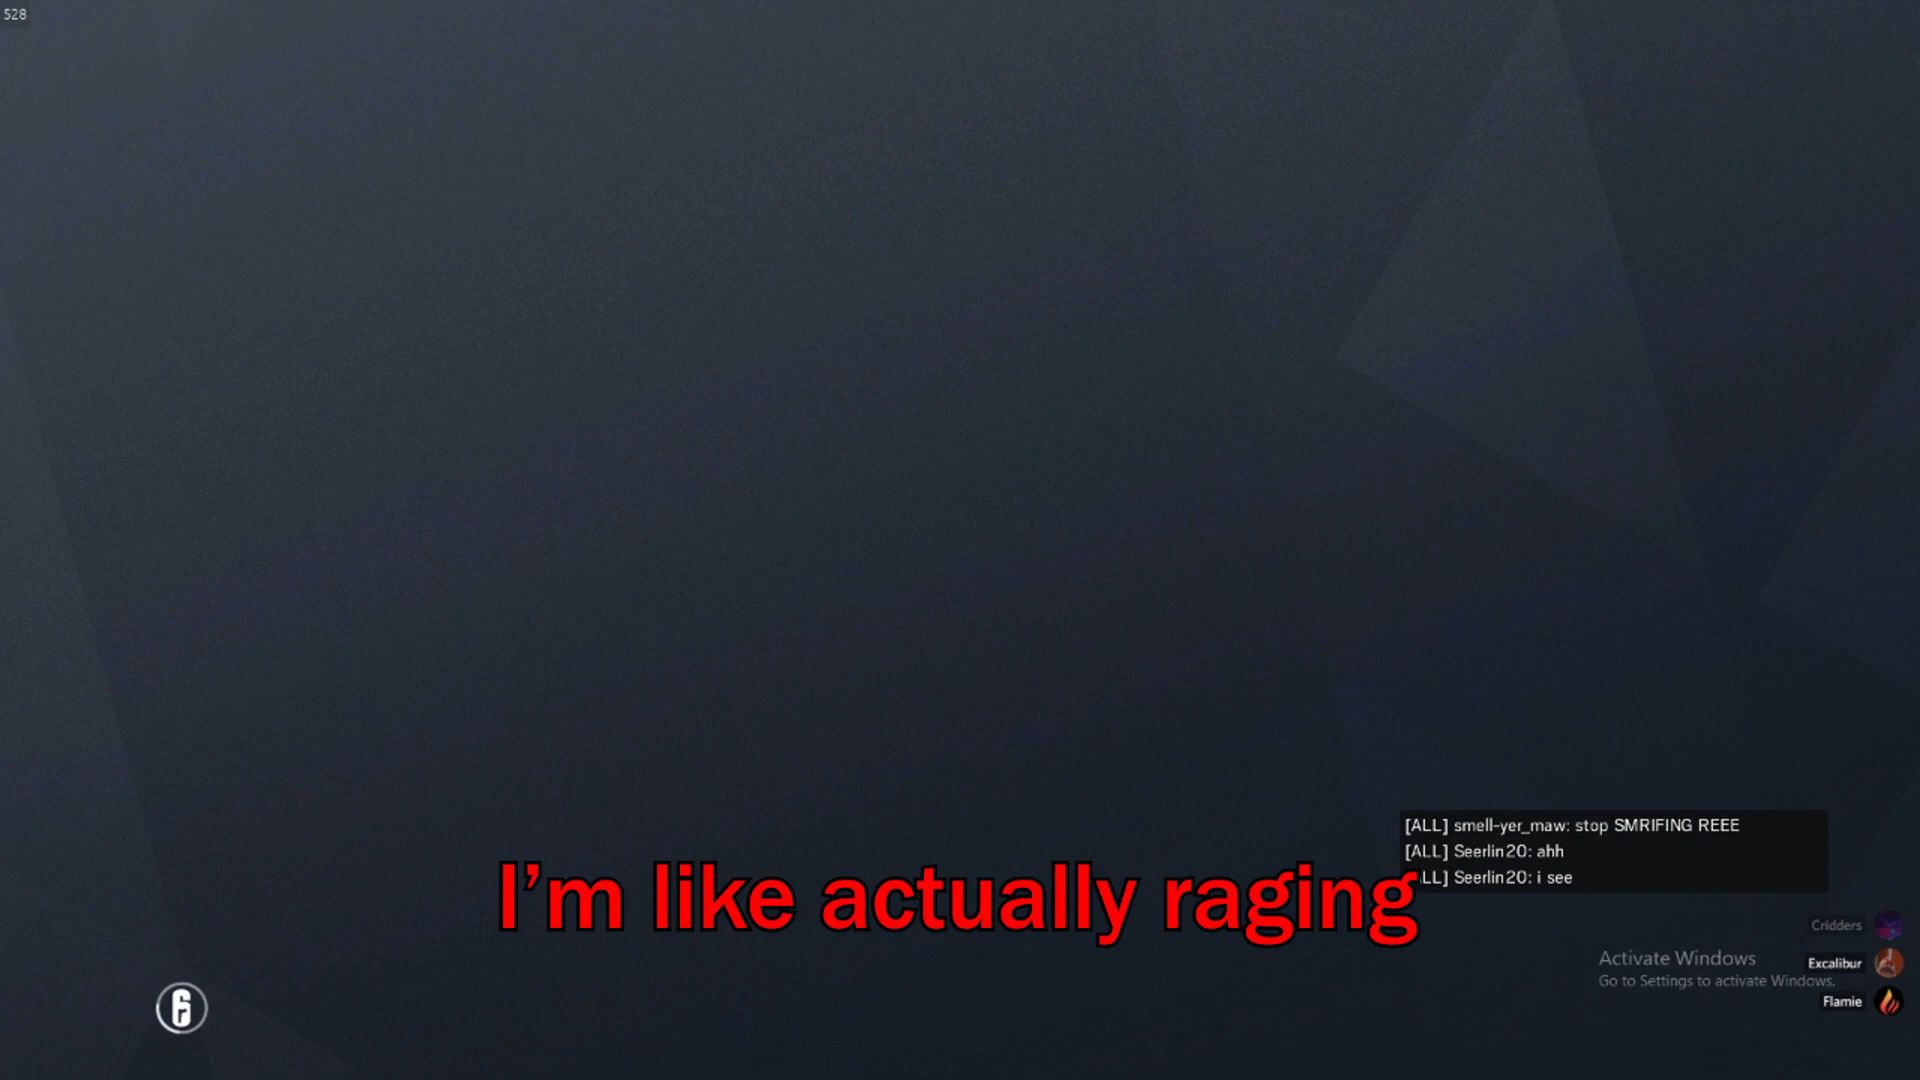 528
[ALL] smell-yer_maw: stop SMRIFING REEE
[ALL] Seerlin20: ahh
LL] Seerlin20: i see
I'm like actually raging
Cridders
Activate Windows
Excalibur
Go to Settings to activate Windows.
Flamie